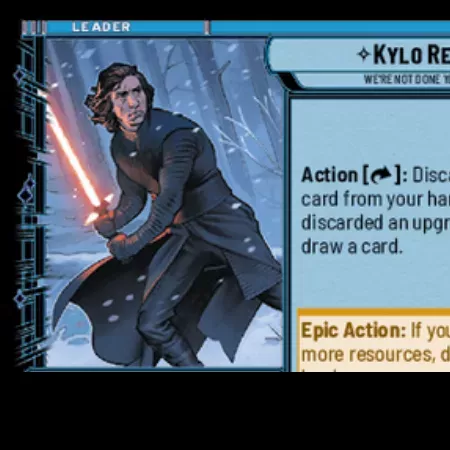 LEADER
KYLO RE
WE'RE NOT DONE Y
Action [ ]: Disca
card from your ha
discarded an upgr
draw a card.
Epic Action: If you
more resources, d